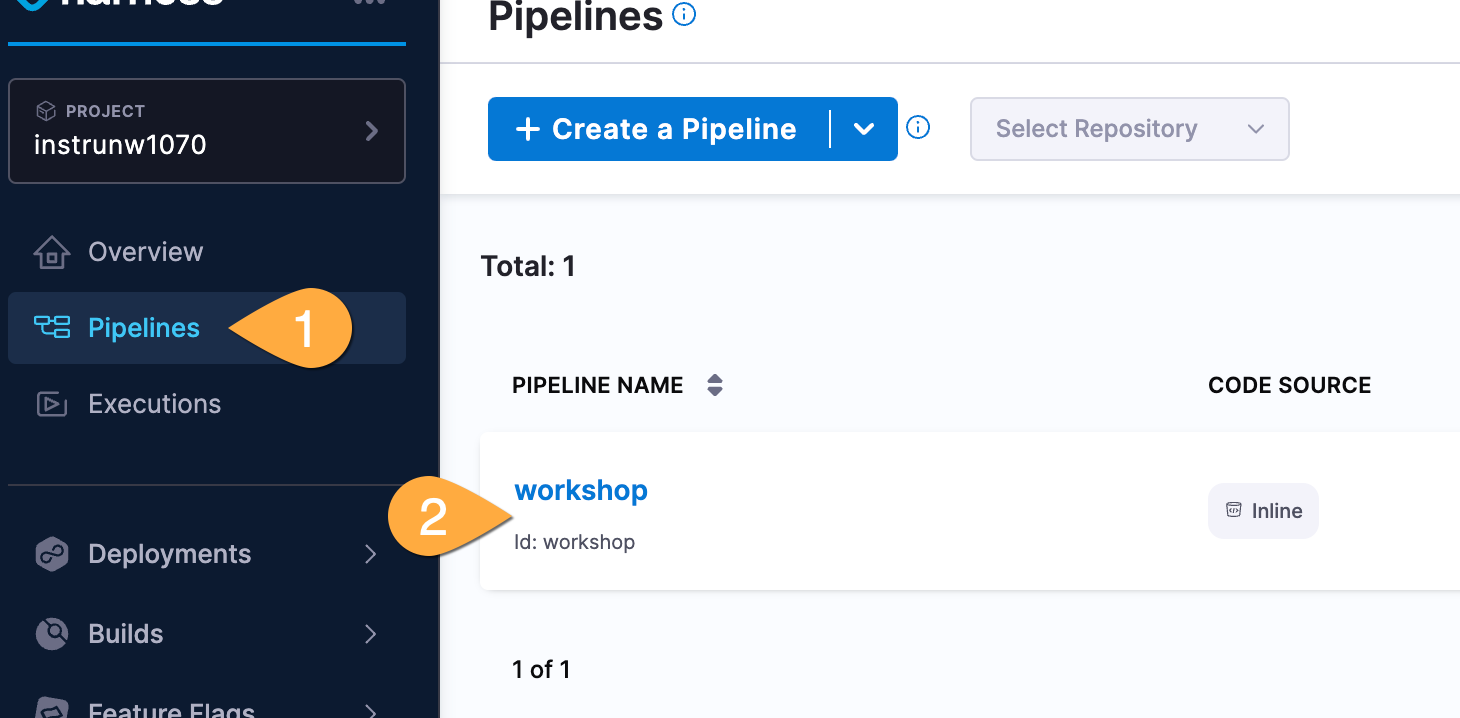 harness
Pipelines
PROJECT
instrunw1070
+ Create a Pipeline
Select Repository
Overview
Total: 1
Pipelines
1
PIPELINE NAME
CODE SOURCE
Executions
workshop
2
Inline
Id: workshop
Deployments
Builds
1 of 1
Feature Flags